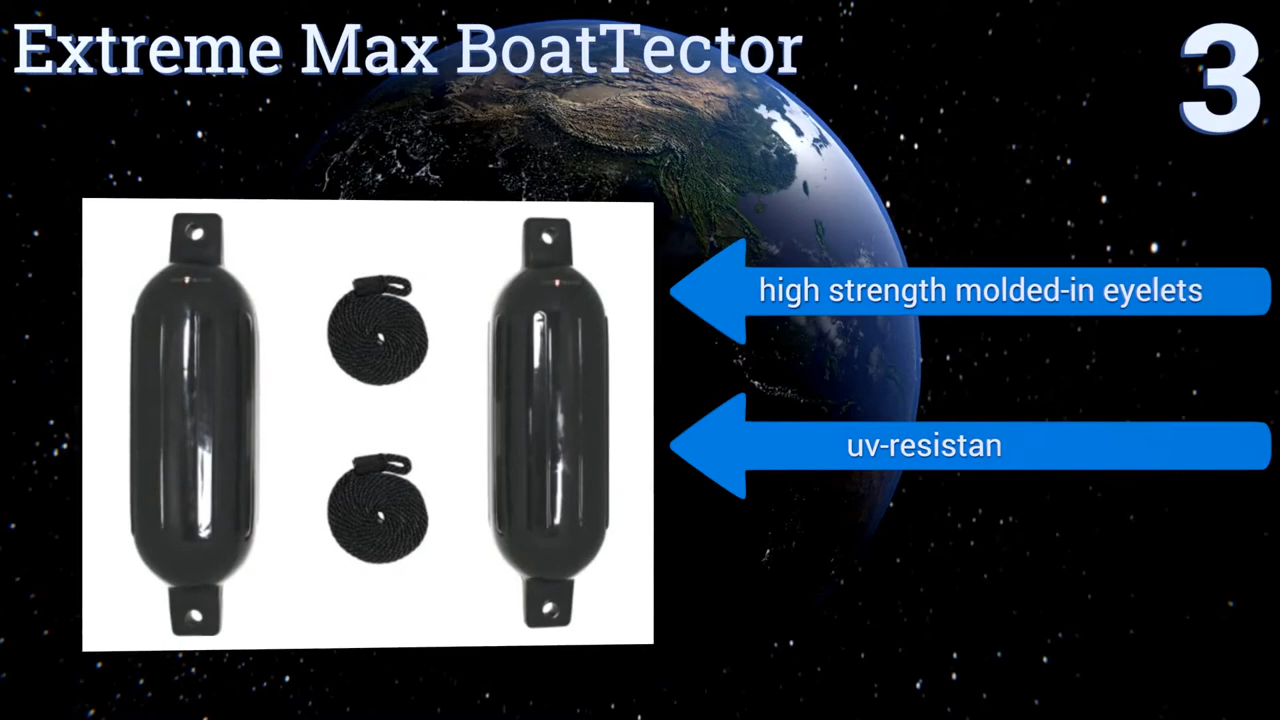 Extreme Max BoatTector
3
high strength molded-in eyelets
uv-resistan